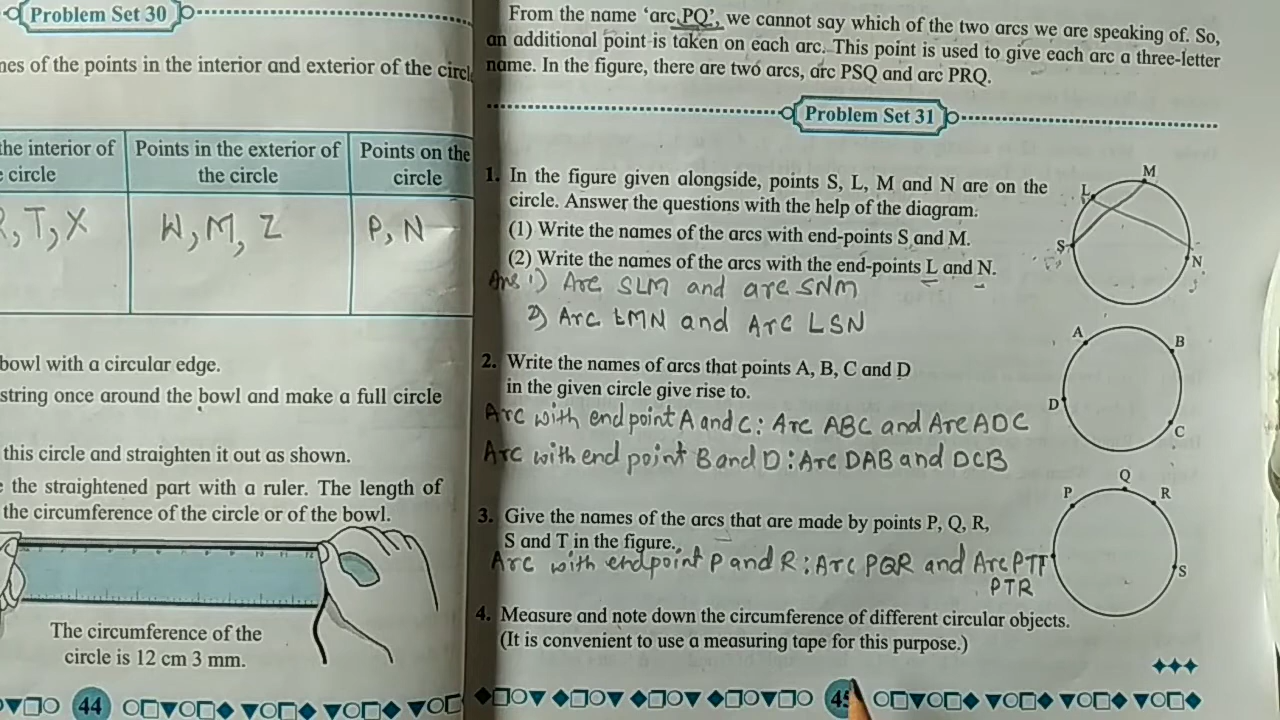 Problem Set 30
of the points in the interior and exterior of the
the interior of
circle
Points in the exterior of
the circle
Points on the
circle
T, X
W, M, Z
P, N
bowl with a circular edge.
string once around the bowl and make a full circle
this circle and straighten it out as shown.
the straightened part with a ruler. The length of
the circumference of the circle or of the bowl.
The circumference of the
circle is 12 cm 3 mm.
44
From the name ‘arc PQ’, we cannot say which of the two arcs we are speaking of. So,
an additional point is taken on each arc. This point is used to give each arc a three-letter
name. In the figure, there are two arcs, arc PSQ and arc PRQ.
Problem Set 31
1. In the figure given alongside, points S, L, M and N are on the
circle. Answer the questions with the help of the diagram.
(1) Write the names of the arcs with end-points S and M.
(2) Write the names of the arcs with the end-points L and N.
Ans 1) Arc SLM and arc SNM
2) Arc LMN and Arc LSN
M
L
S
N
2. Write the names of arcs that points A, B, C and D
in the given circle give rise to.
Arc with end point A and C: Arc ABC and Arc ADC
Arc with end point B and D: Arc DAB and DCB
A
B
D
C
3. Give the names of the arcs that are made by points P, Q, R,
S and T in the figure.
Arc with endpoint P and R: Arc PQR and Arc PTT
PTR
Q
P
R
S
4. Measure and note down the circumference of different circular objects.
(It is convenient to use a measuring tape for this purpose.)